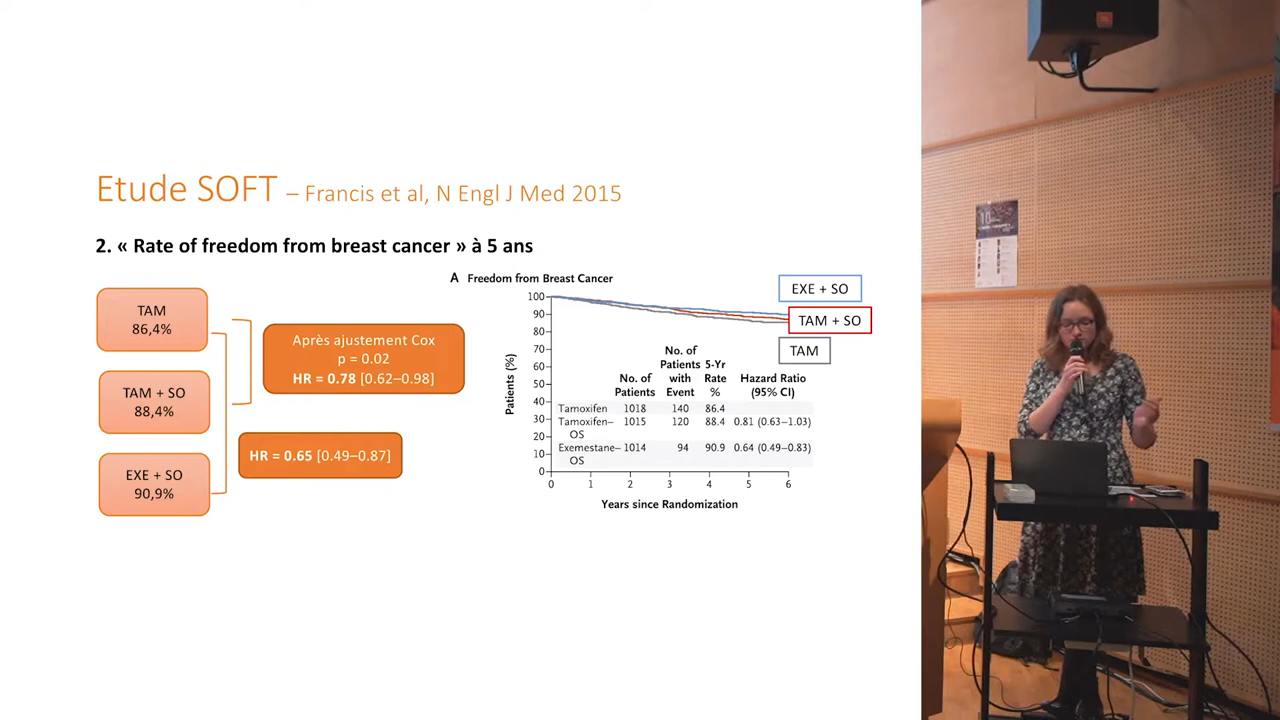 Etude SOFT – Francis et al, N Engl J Med 2015
2. « Rate of freedom from breast cancer » à 5 ans
TAM
86,4%
TAM + SO
88,4%
EXE + SO
90,9%
Après ajustement Cox
p = 0.02
HR = 0.78 [0.62–0.98]
HR = 0.65 [0.49–0.87]
A Freedom from Breast Cancer
EXE + SO
TAM + SO
TAM
Patients (%)
100
90
80
70
60
50
40
30
20
10
0
No. of Patients
No. of Patients with Event
5-Yr Rate %
Hazard Ratio (95% CI)
Tamoxifen 1018 140 86.4
Tamoxifen–OS 1015 120 88.4 0.81 (0.63–1.03)
Exemestane–OS 1014 94 90.9 0.64 (0.49–0.83)
0 1 2 3 4 5 6
Years since Randomization
JBL
10